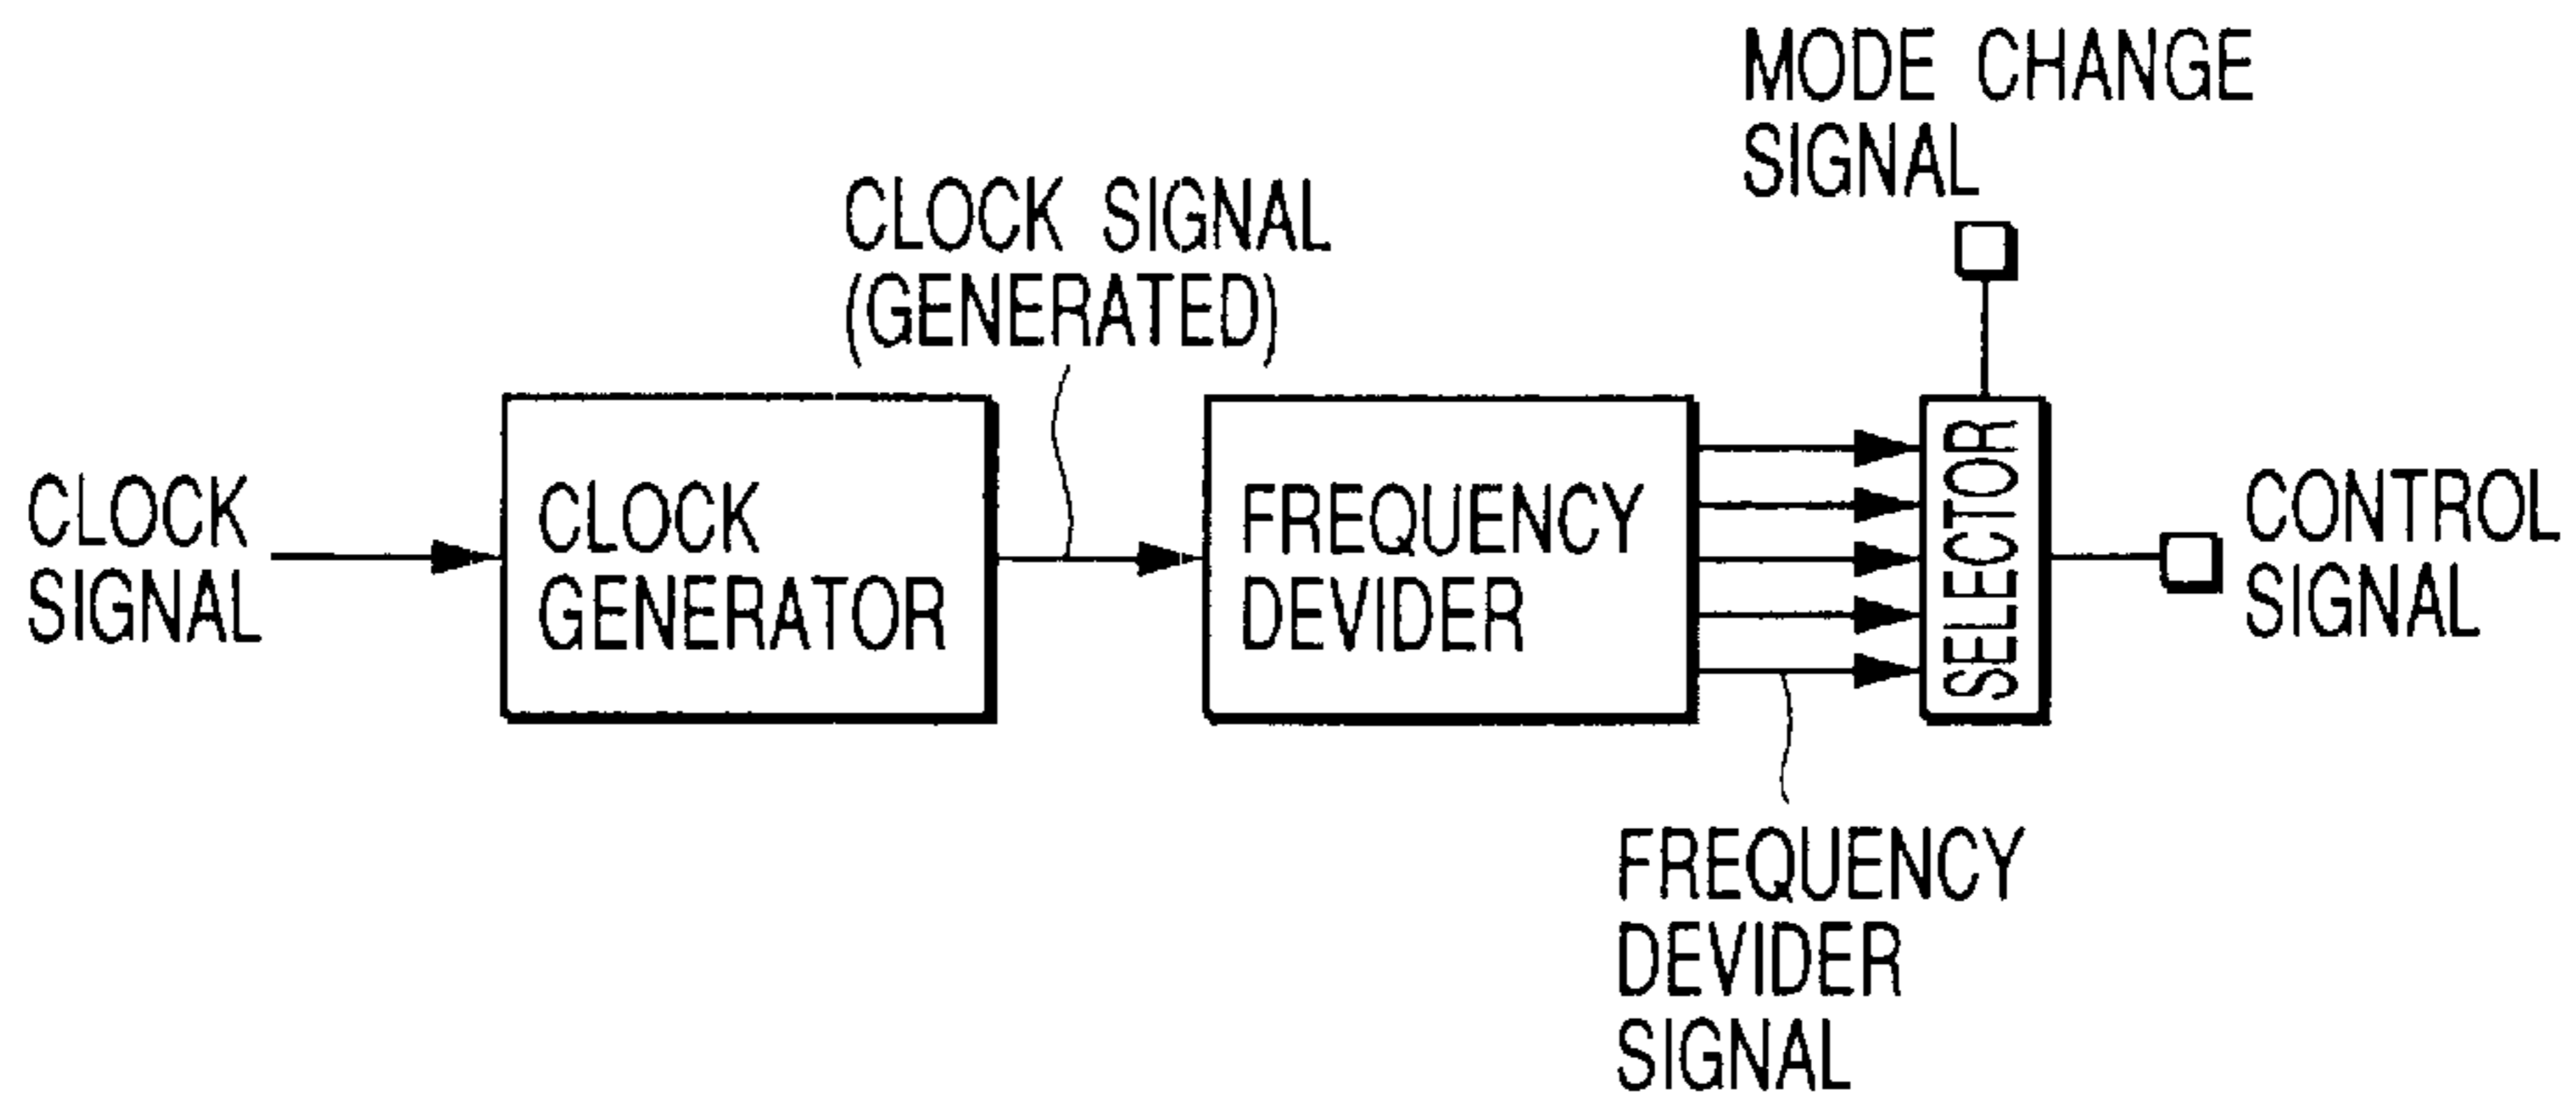 MODE CHANGE
SIGNAL
CLOCK SIGNAL
(GENERATED)
CLOCK
SIGNAL
CLOCK
GENERATOR
FREQUENCY
DEVIDER
SELECTOR
CONTROL
SIGNAL
FREQUENCY
DEVIDER
SIGNAL